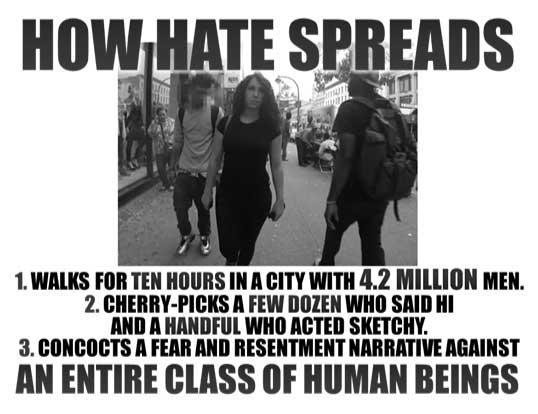 HOW HATE SPREADS
1. WALKS FOR TEN HOURS IN A CITY WITH 4.2 MILLION MEN.
2. CHERRY-PICKS A FEW DOZEN WHO SAID HI
AND A HANDFUL WHO ACTED SKETCHY.
3. CONCOCTS A FEAR AND RESENTMENT NARRATIVE AGAINST
AN ENTIRE CLASS OF HUMAN BEINGS